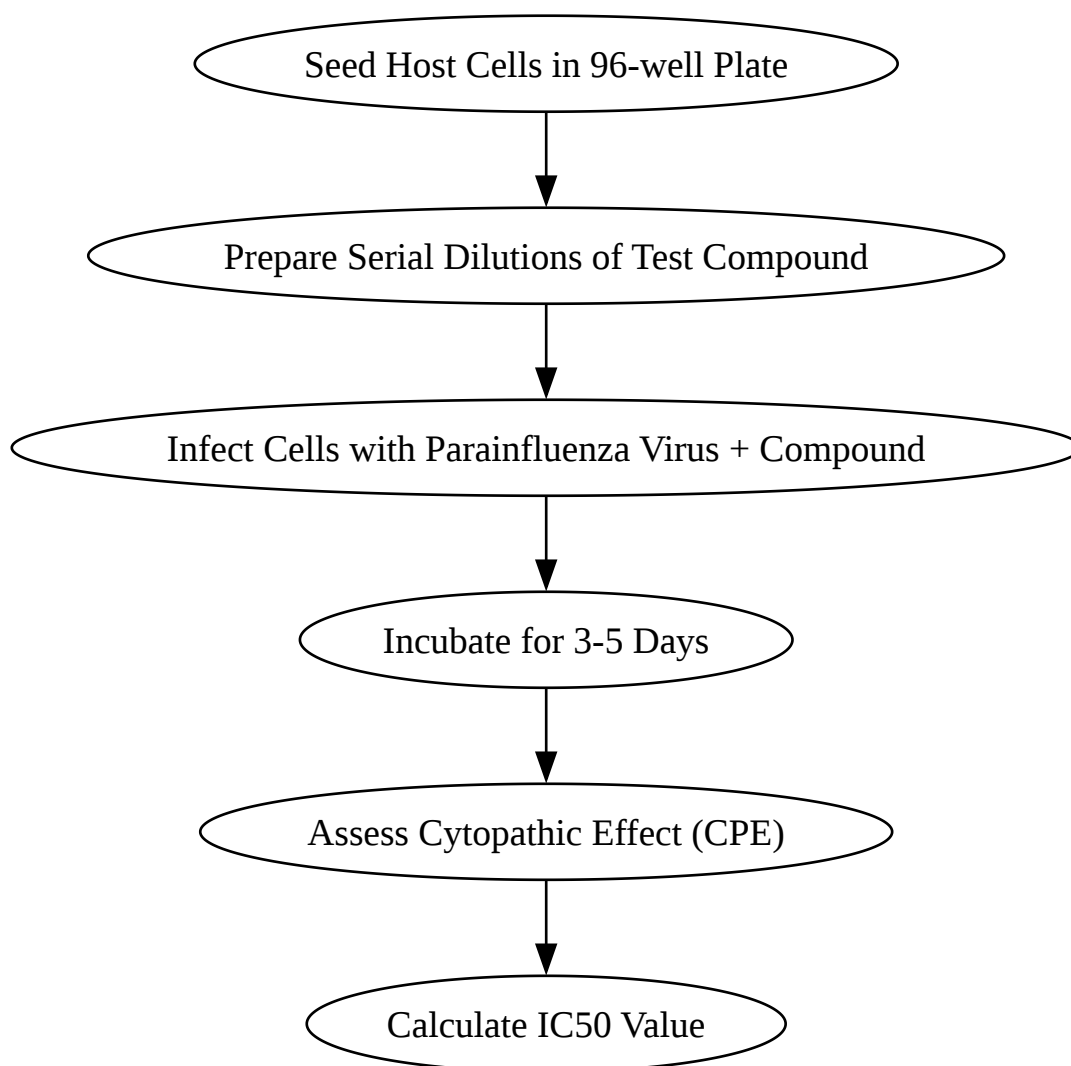 Seed Host Cells in 96-well Plate
Prepare Serial Dilutions of Test Compound
Infect Cells with Parainfluenza Virus + Compound
Incubate for 3-5 Days
Assess Cytopathic Effect (CPE)
Calculate IC50 Value